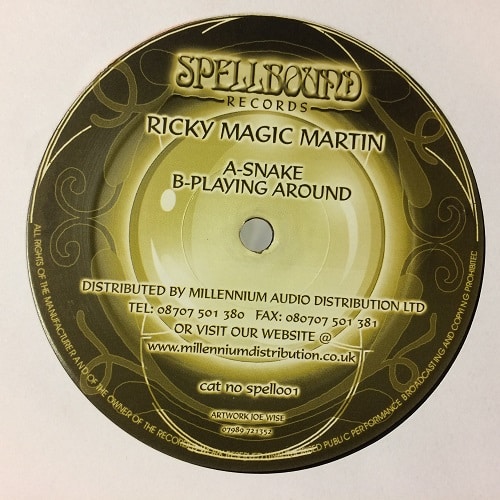 SPELLBOUND
RECORDS
RICKY MAGIC MARTIN
A-SNAKE
B-PLAYING AROUND
DISTRIBUTED BY MILLENNIUM AUDIO DISTRIBUTION LTD
TEL: 08707 501 380 FAX: 080707 501 381
OR VISIT OUR WEBSITE @
www.millenniumdistribution.co.uk
cat no spell001
ARTWORK JOE WISE
07989 721352
ALL RIGHTS OF THE MANUFACTURER AND OF THE OWNER OF THE RECORDED PUBLIC PERFORMANCE BROADCASTING AND COPYING PROHIBITED